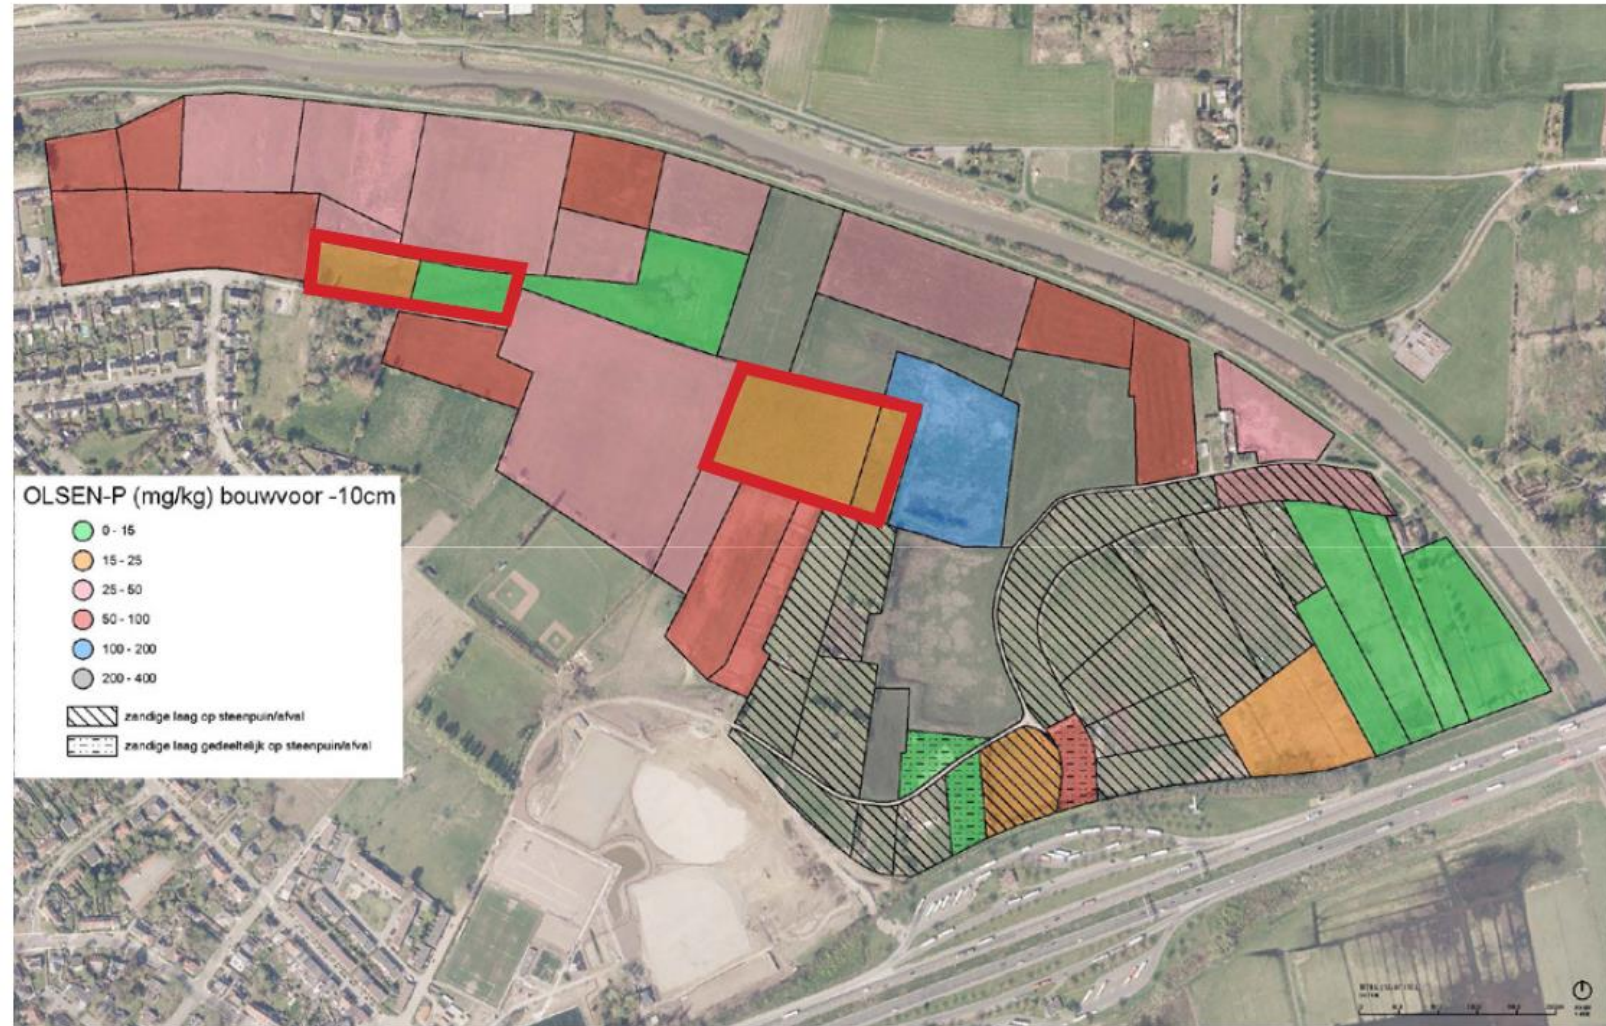 OLSEN-P (mg/kg) bouwvoor -10cm
0 - 15
15 - 25
25 - 50
50 - 100
100 - 200
200 - 400
zandige laag op steenpuin/afval
zandige laag gedeeltelijk op steenpuin/afval